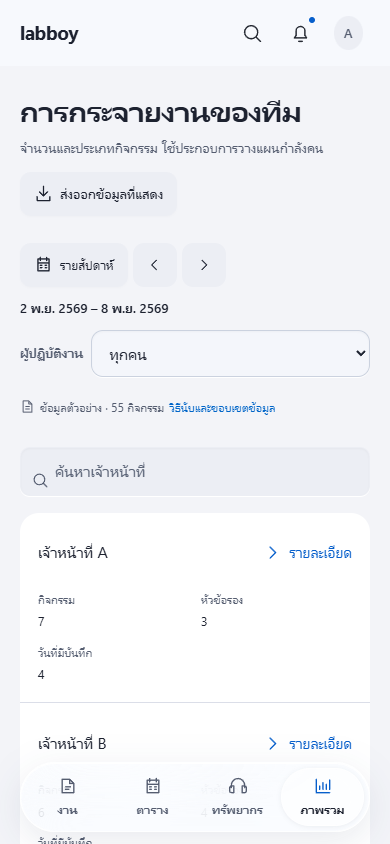 labboy
A
การกระจายงานของทีม
จำนวนและประเภทกิจกรรม ใช้ประกอบการวางแผนกำลังคน
ส่งออกข้อมูลที่แสดง
รายสัปดาห์
2 พ.ย. 2569 – 8 พ.ย. 2569
ผู้ปฏิบัติงาน
ทุกคน
ข้อมูลตัวอย่าง · 55 กิจกรรม วิธีนับและขอบเขตข้อมูล
ค้นหาเจ้าหน้าที่
เจ้าหน้าที่ A
รายละเอียด
กิจกรรม
หัวข้อรอง
7
3
วันที่มีบันทึก
4
เจ้าหน้าที่ B
รายละเอียด
6
4
งาน
ตาราง
ทรัพยากร
ภาพรวม
วันที่มีบันทึก